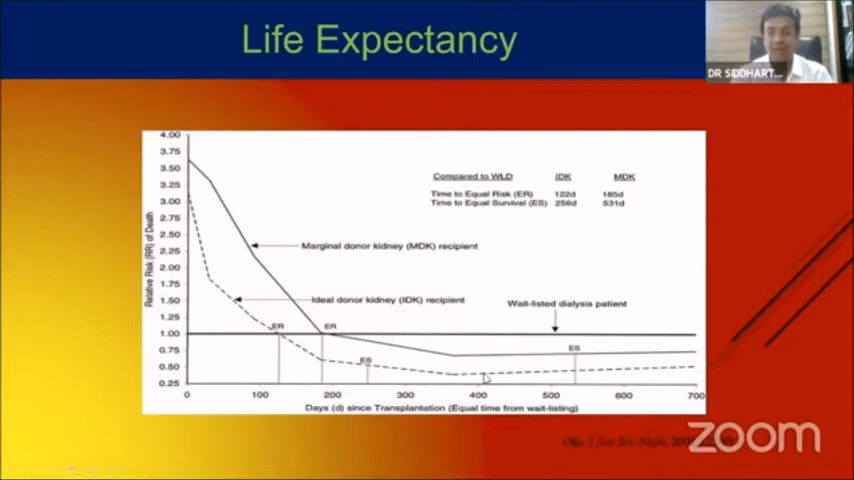 Life Expectancy
DR SIDDHART...
4.00
3.75
3.50
3.25
3.00
2.75
2.50
2.25
2.00
1.75
1.50
1.25
1.00
0.75
0.50
0.25
Relative Risk (RR) of Death
Compared to WLD IDK MDK
Time to Equal Risk (ER) 122d 185d
Time to Equal Survival (ES) 256d 531d
Marginal donor kidney (MDK) recipient
Ideal donor kidney (IDK) recipient
Wait-listed dialysis patient
ER ER
ES ES
0 100 200 300 400 500 600 700
Days (d) since Transplantation (Equal time from wait-listing)
zoom